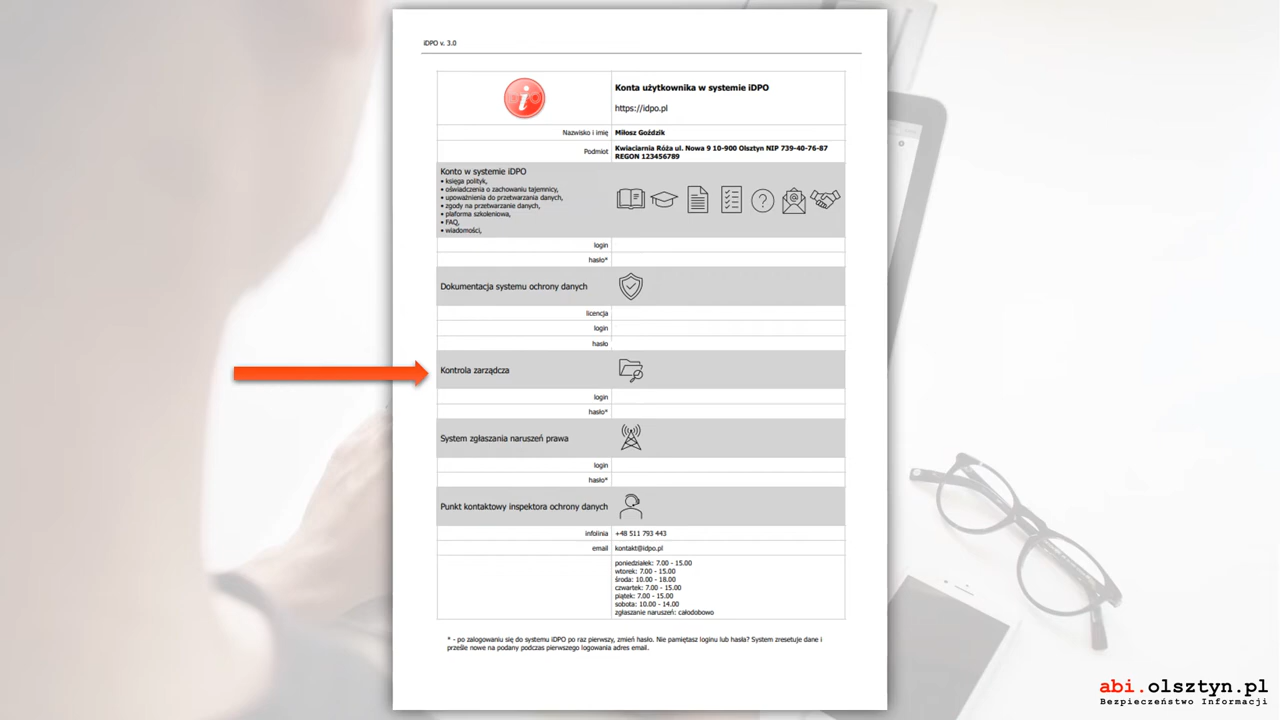 iDPO v. 3.0
Konta użytkownika w systemie iDPO
https://idpo.pl
Nazwisko i imię Miłosz Goździk
Podmiot Kwiaciarnia Róża ul. Nowa 9 10-900 Olsztyn NIP 739-40-76-87
REGON 123456789
Konto w systemie iDPO
• księga polityk,
• oświadczenia o zachowaniu tajemnicy,
• upoważnienia do przetwarzania danych,
• zgody na przetwarzanie danych,
• plaforma szkoleniowa,
• FAQ,
• wiadomości,
login
hasło*
Dokumentacja systemu ochrony danych
licencja
login
hasło
Kontrola zarządcza
login
hasło*
System zgłaszania naruszeń prawa
login
hasło*
Punkt kontaktowy inspektora ochrony danych
infolinia +48 511 793 443
email kontakt@idpo.pl
poniedziałek: 7.00 - 15.00
wtorek: 7.00 - 15.00
środa: 10.00 - 18.00
czwartek: 7.00 - 15.00
piątek: 7.00 - 15.00
sobota: 10.00 - 14.00
zgłaszanie naruszeń: całodobowo
* - po zalogowaniu się do systemu iDPO po raz pierwszy, zmień hasło. Nie pamiętasz loginu lub hasła? System zresetuje dane i
prześle nowe na podany podczas pierwszego logowania adres email.
abi.olsztyn.pl
Bezpieczeństwo Informacji